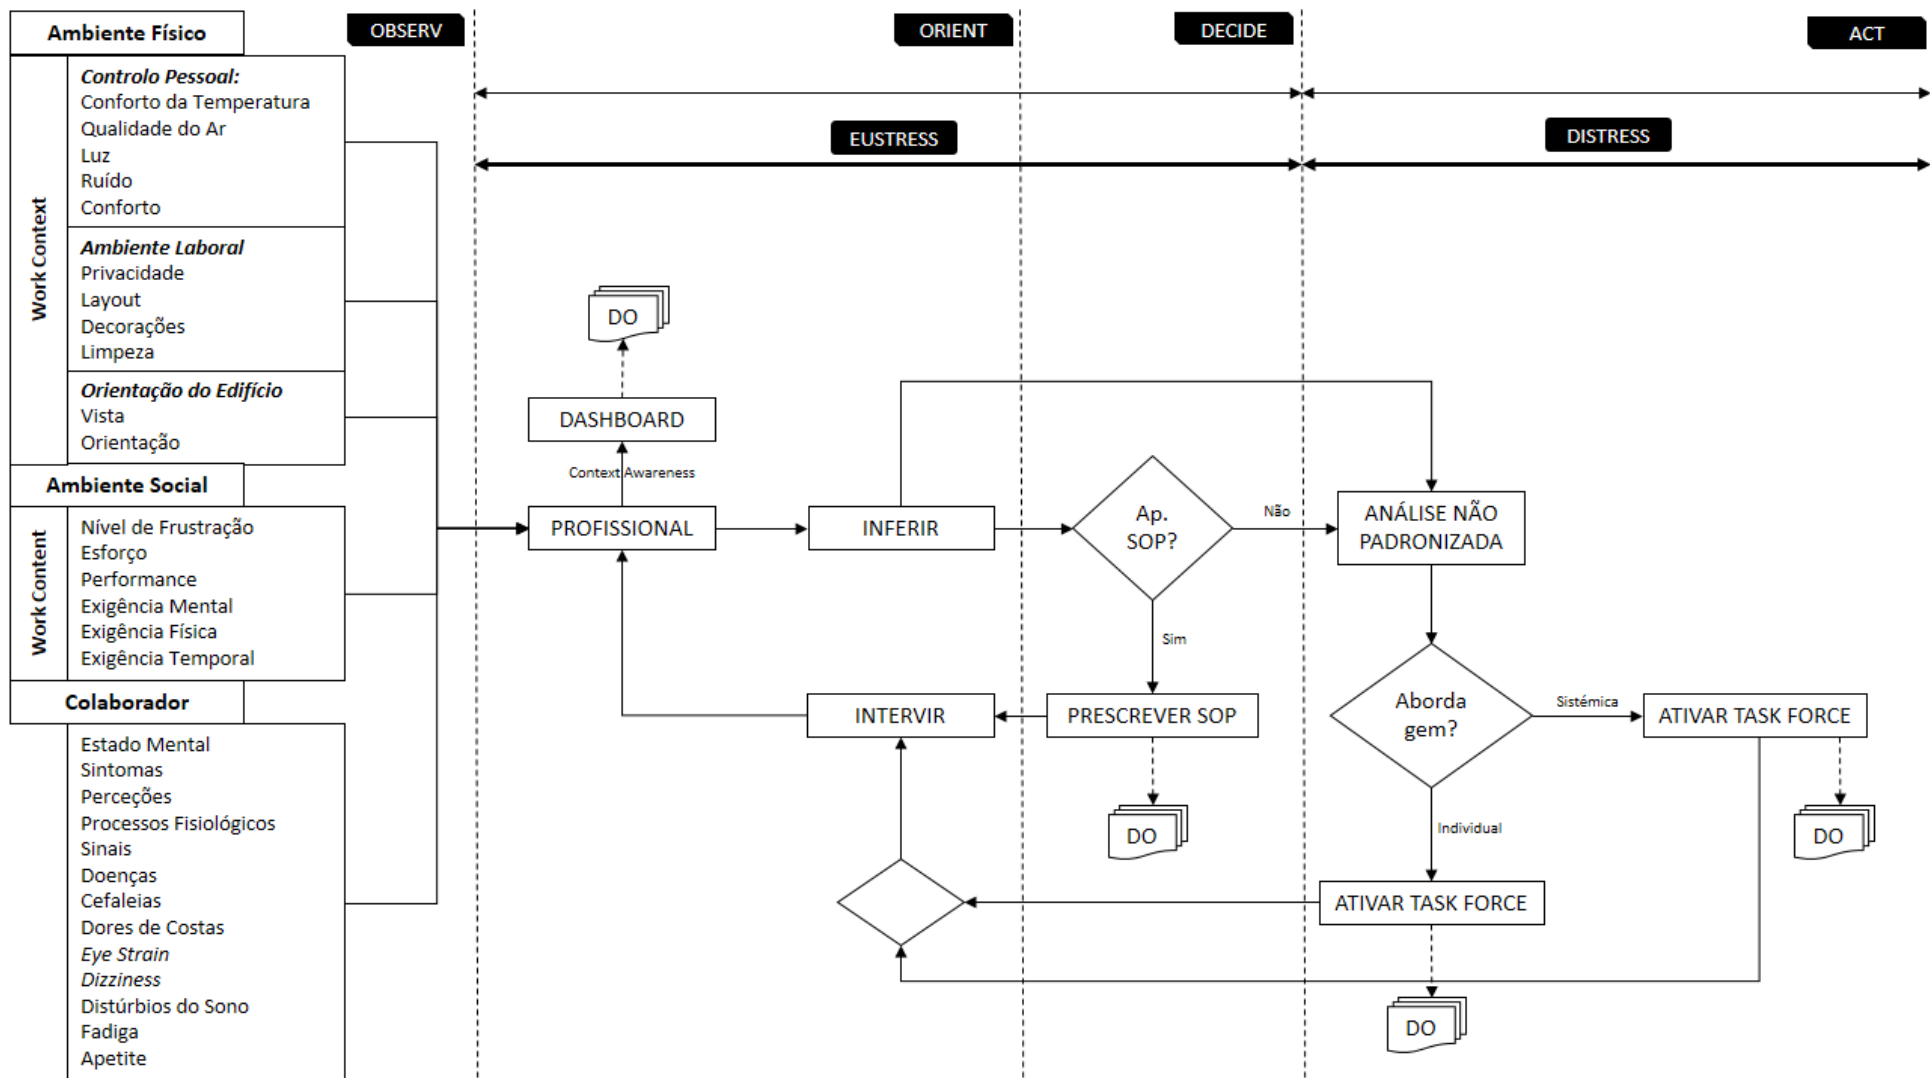 Ambiente Físico
OBSERV
ORIENT
DECIDE
ACT
Work Context
Controlo Pessoal:
Conforto da Temperatura
Qualidade do Ar
Luz
Ruído
Conforto
EUSTRESS
DISTRESS
Ambiente Laboral
Privacidade
Layout
Decorações
Limpeza
Orientação do Edifício
Vista
Orientação
DO
DASHBOARD
Context Awareness
PROFISSIONAL
INFERIR
Ap.
SOP?
Não
ANÁLISE NÃO
PADRONIZADA
Ambiente Social
Work Content
Nível de Frustração
Esforço
Performance
Exigência Mental
Exigência Física
Exigência Temporal
Sim
INTERVIR
PRESCREVER SOP
Aborda
gem?
Sistémica
ATIVAR TASK FORCE
DO
DO
Individual
ATIVAR TASK FORCE
DO
Colaborador
Estado Mental
Sintomas
Perceções
Processos Fisiológicos
Sinais
Doenças
Cefaleias
Dores de Costas
Eye Strain
Dizziness
Distúrbios do Sono
Fadiga
Apetite